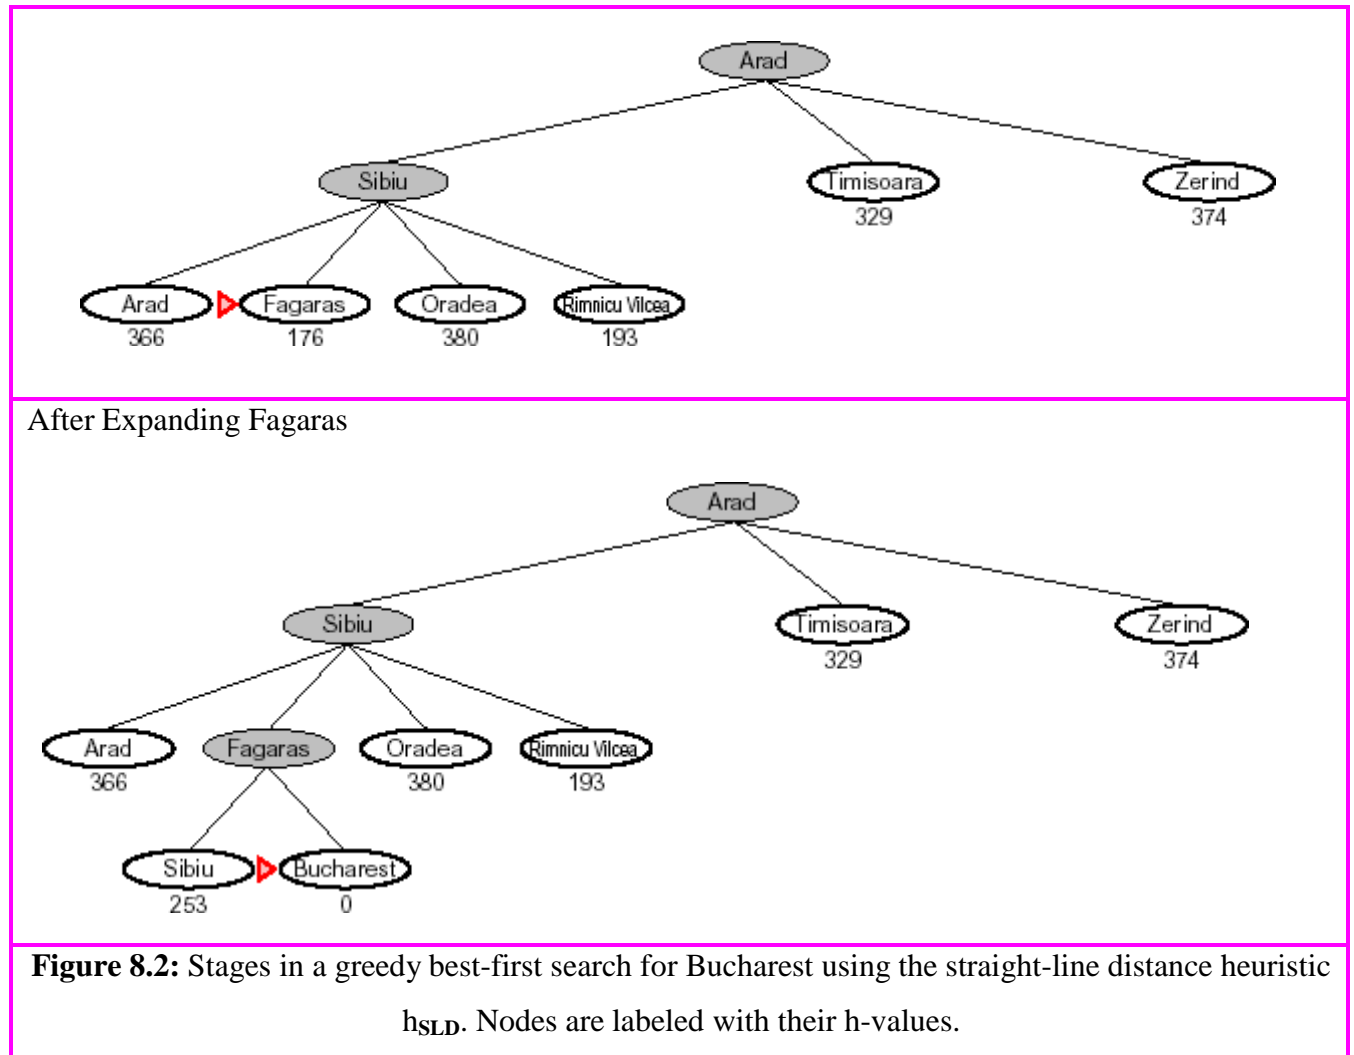 Arad
Sibiu Timisoara Zerind
329 374
Arad Fagaras Oradea Rimnicu Vilcea
366 176 380 193
After Expanding Fagaras
Arad
Sibiu Timisoara Zerind
329 374
Arad Fagaras Oradea Rimnicu Vilcea
366 380 193
Sibiu Bucharest
253 0
Figure 8.2: Stages in a greedy best-first search for Bucharest using the straight-line distance heuristic
hSLD. Nodes are labeled with their h-values.